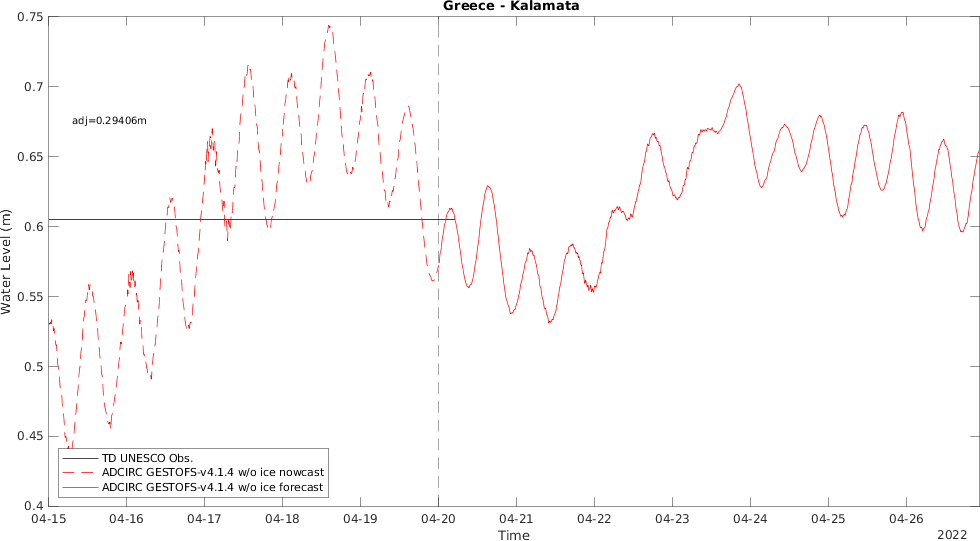 Greece - Kalamata
0.75
0.7
0.65
0.6
0.55
0.5
0.45
0.4
Water Level (m)
adj=0.29406m
TD UNESCO Obs.
ADCIRC GESTOFS-v4.1.4 w/o ice nowcast
ADCIRC GESTOFS-v4.1.4 w/o ice forecast
04-15 04-16 04-17 04-18 04-19 04-20 04-21 04-22 04-23 04-24 04-25 04-26
Time
2022